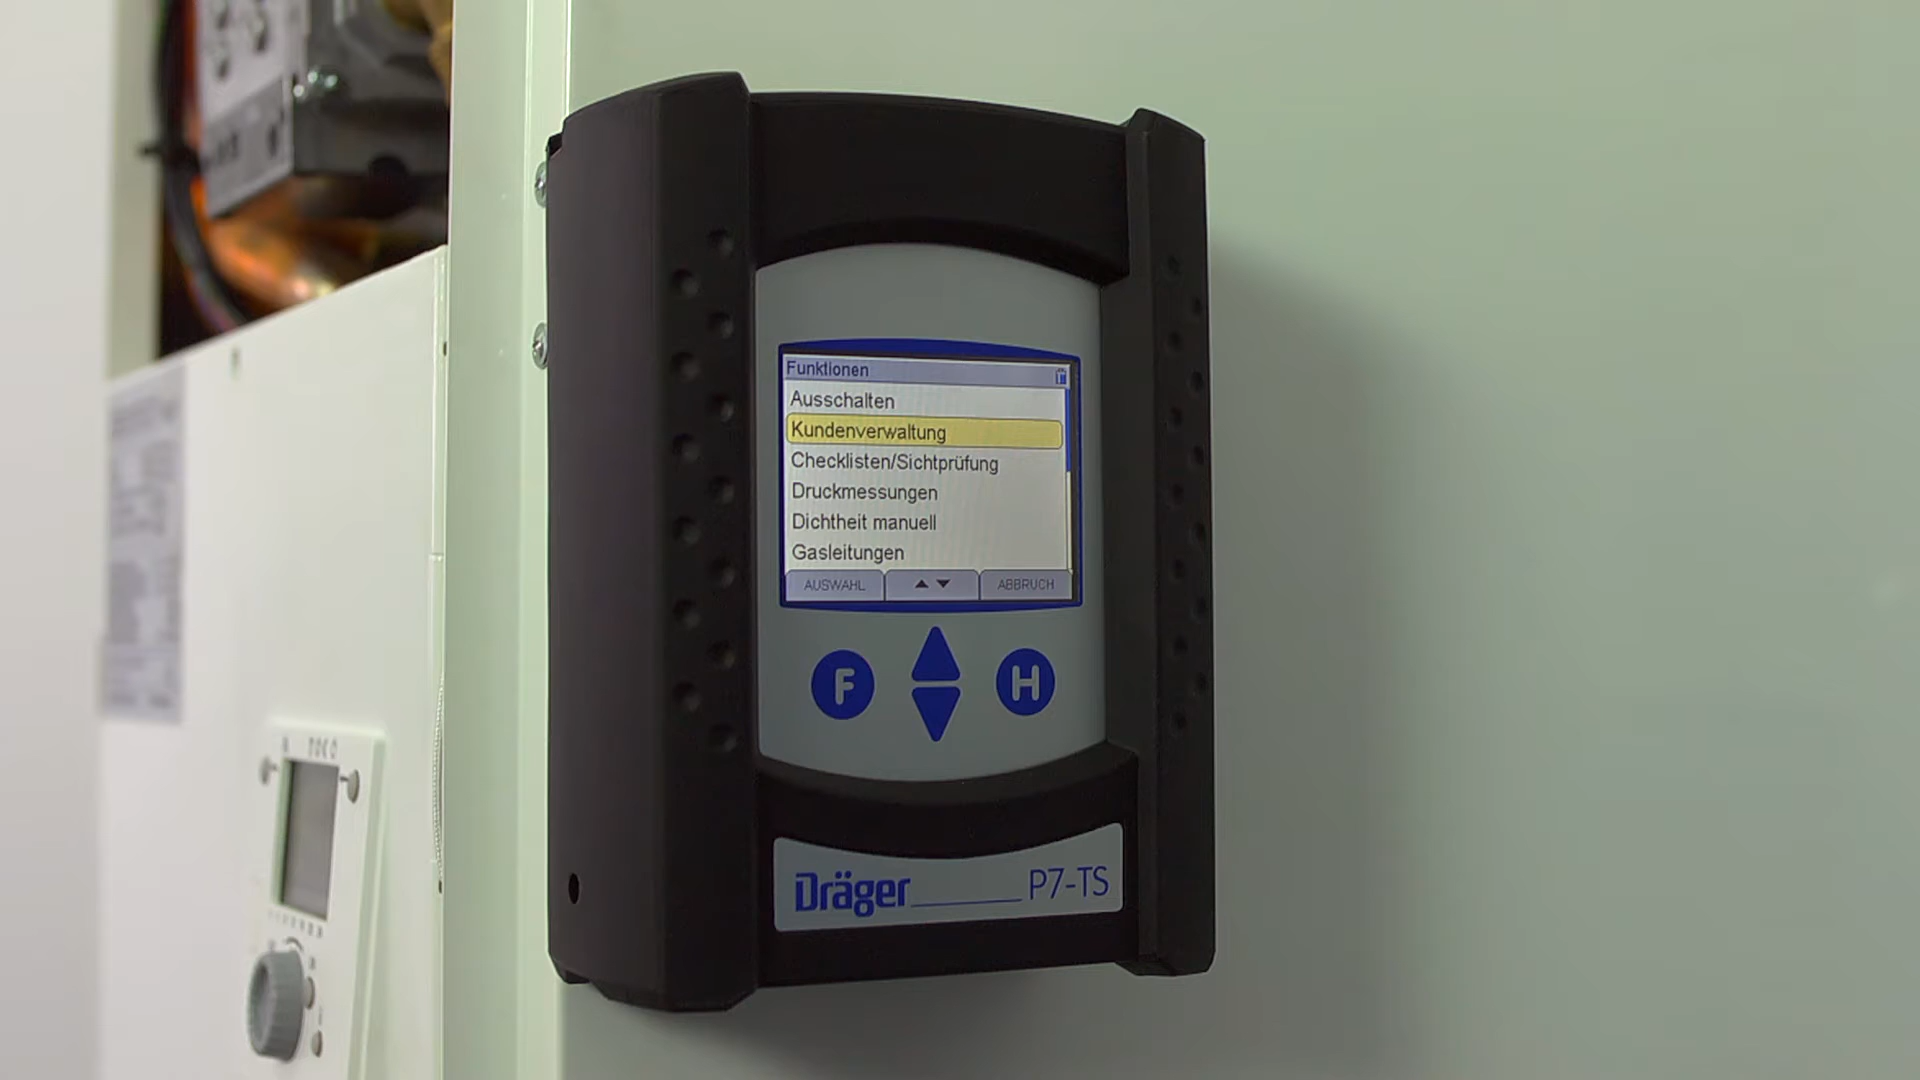 Funktionen
Ausschalten
Kundenverwaltung
Checklisten/Sichtprüfung
Druckmessungen
Dichtheit manuell
Gasleitungen
AUSWAHL ▲ ▼ ABBRUCH
F H
Dräger P7-TS